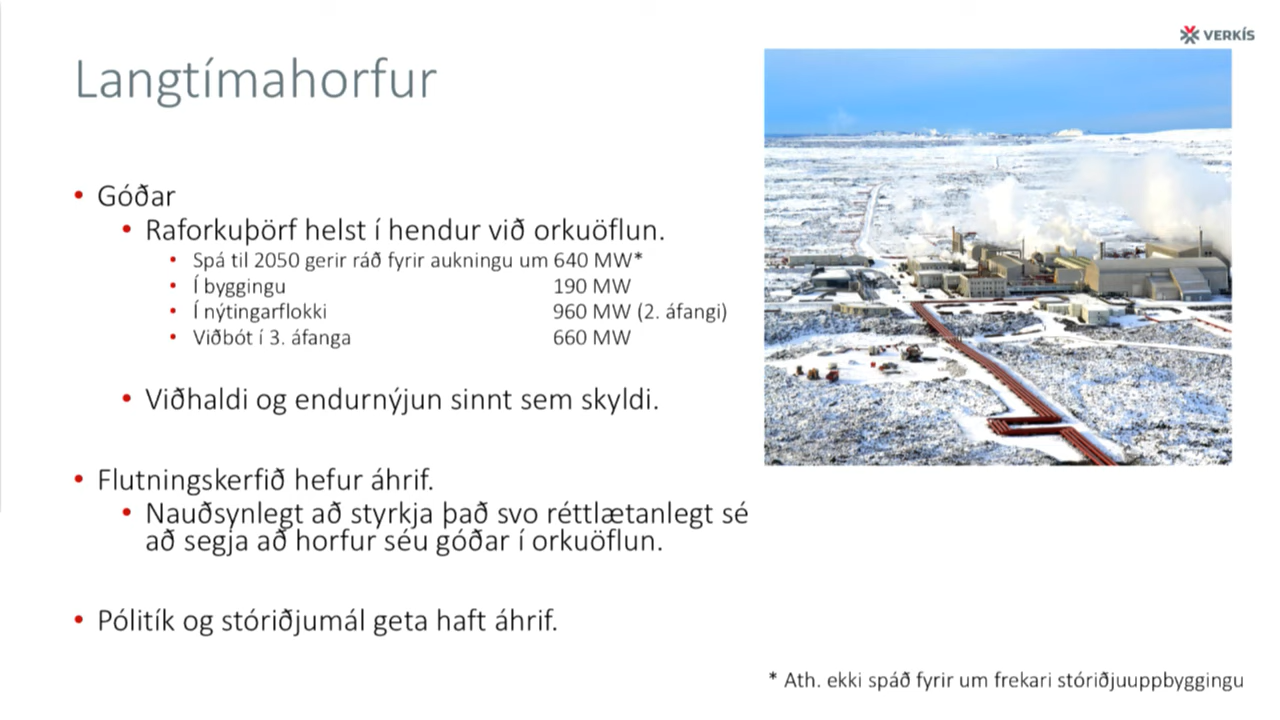 VERKÍS
Langtímahorfur
• Góðar
• Raforkuþörf helst í hendur við orkuöflun.
• Spá til 2050 gerir ráð fyrir aukningu um 640 MW*
• Í byggingu 190 MW
• Í nýtingarflokki 960 MW (2. áfangi)
• Viðbót í 3. áfanga 660 MW
• Viðhaldi og endurnýjun sinnt sem skyldi.
• Flutningskerfið hefur áhrif.
• Nauðsynlegt að styrkja það svo réttlætanlegt sé
að segja að horfur séu góðar í orkuöflun.
• Pólitík og stóriðjumál geta haft áhrif.
* Ath. ekki spáð fyrir um frekari stóriðjuuppbyggingu